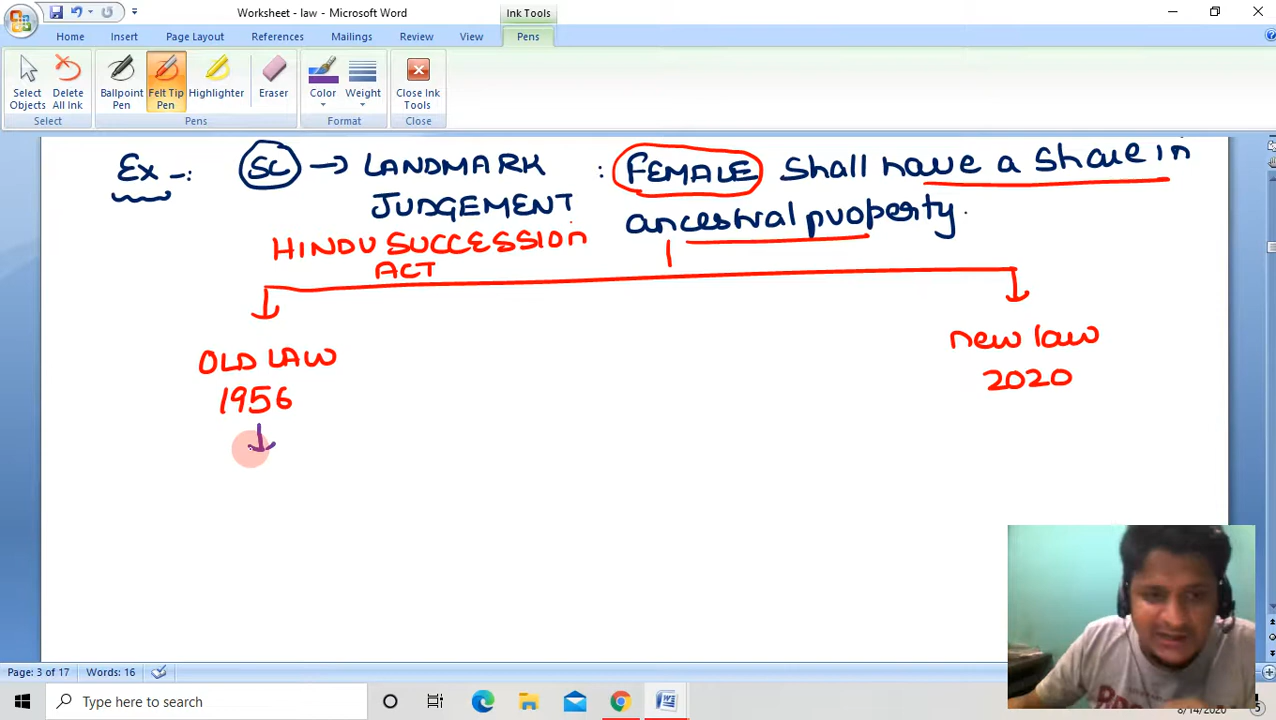 Worksheet - law - Microsoft Word
Ink Tools
Home Insert Page Layout References Mailings Review View Pens
Select Objects
Delete All Ink
Ballpoint Pen
Felt Tip Pen
Highlighter
Eraser
Color
Weight
Close Ink Tools
Select Pens Format Close
Ex -: SC → LANDMARK : FEMALE Shall have a Share in
JUDGEMENT ancestral property.
HINDU SUCCESSION
ACT
OLD LAW new law
1956 2020
Page: 3 of 17 Words: 16
Type here to search
8/14/2020